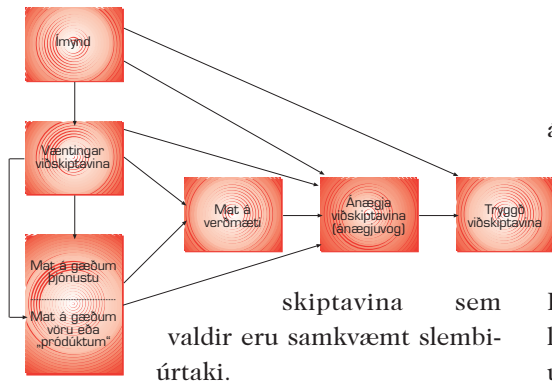 Ímynd
Væntingar
viðskiptavina
Mat á
verðmæti
Ánægja
viðskiptavina
(ánægjuvog)
Tryggð
viðskiptavina
Mat á gæðum
þjónustu
Mat á gæðum
vöru eða
„pródúktum“
skiptavina sem
valdir eru samkvæmt slembi-
úrtaki.